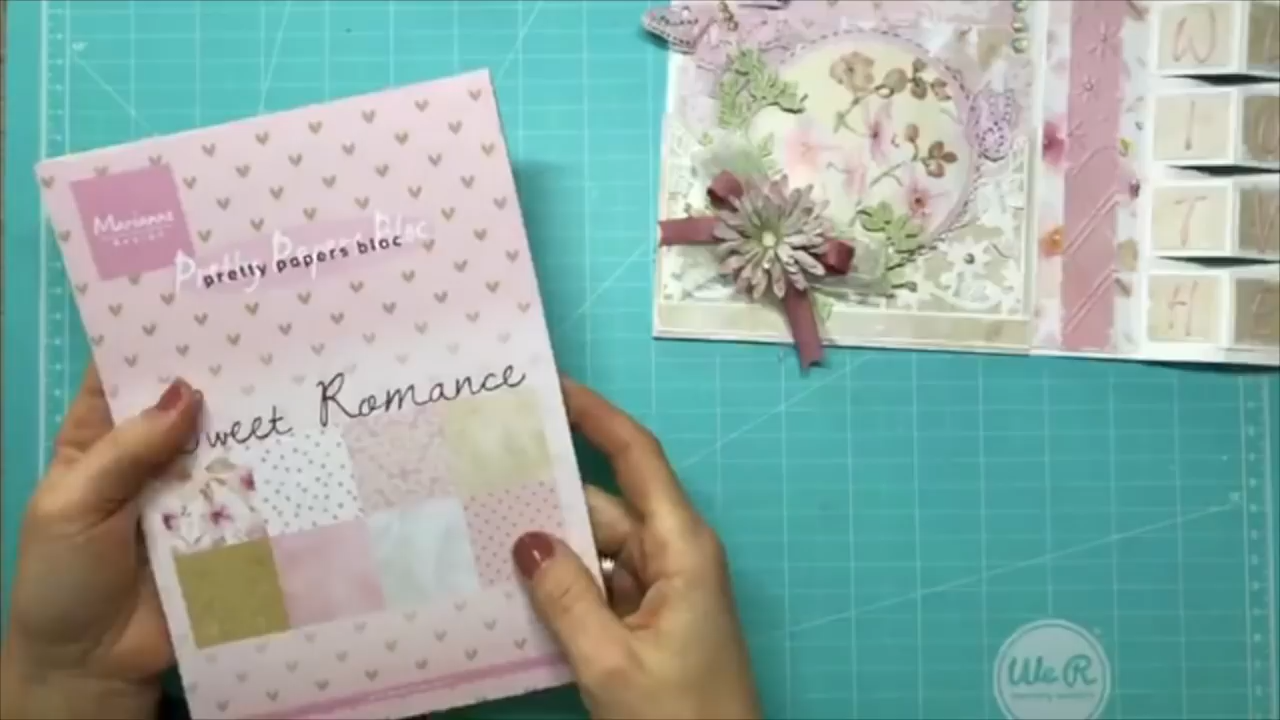 Marianne
DESIGN
Pretty Papers Bloc
pretty papers bloc
Sweet Romance
W
I
T
H
We R